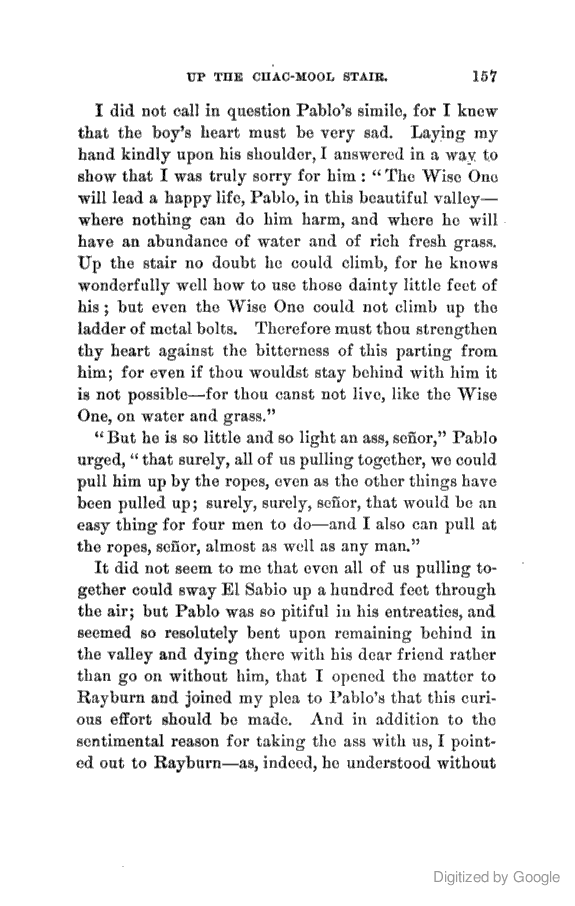 UP THE CHAC-MOOL STAIR. 157
I did not call in question Pablo's simile, for I knew
that the boy's heart must be very sad. Laying my
hand kindly upon his shoulder, I answered in a way to
show that I was truly sorry for him : "The Wise One
will lead a happy life, Pablo, in this beautiful valley—
where nothing can do him harm, and where he will
have an abundance of water and of rich fresh grass.
Up the stair no doubt he could climb, for he knows
wonderfully well how to use those dainty little feet of
his ; but even the Wise One could not climb up the
ladder of metal bolts. Therefore must thou strengthen
thy heart against the bitterness of this parting from
him; for even if thou wouldst stay behind with him it
is not possible—for thou canst not live, like the Wise
One, on water and grass."
"But he is so little and so light an ass, señor," Pablo
urged, "that surely, all of us pulling together, we could
pull him up by the ropes, even as the other things have
been pulled up; surely, surely, señor, that would be an
easy thing for four men to do—and I also can pull at
the ropes, señor, almost as well as any man."
It did not seem to me that even all of us pulling to-
gether could sway El Sabio up a hundred feet through
the air; but Pablo was so pitiful in his entreaties, and
seemed so resolutely bent upon remaining behind in
the valley and dying there with his dear friend rather
than go on without him, that I opened the matter to
Rayburn and joined my plea to Pablo's that this curi-
ous effort should be made. And in addition to the
sentimental reason for taking the ass with us, I point-
ed out to Rayburn—as, indeed, he understood without
Digitized by Google